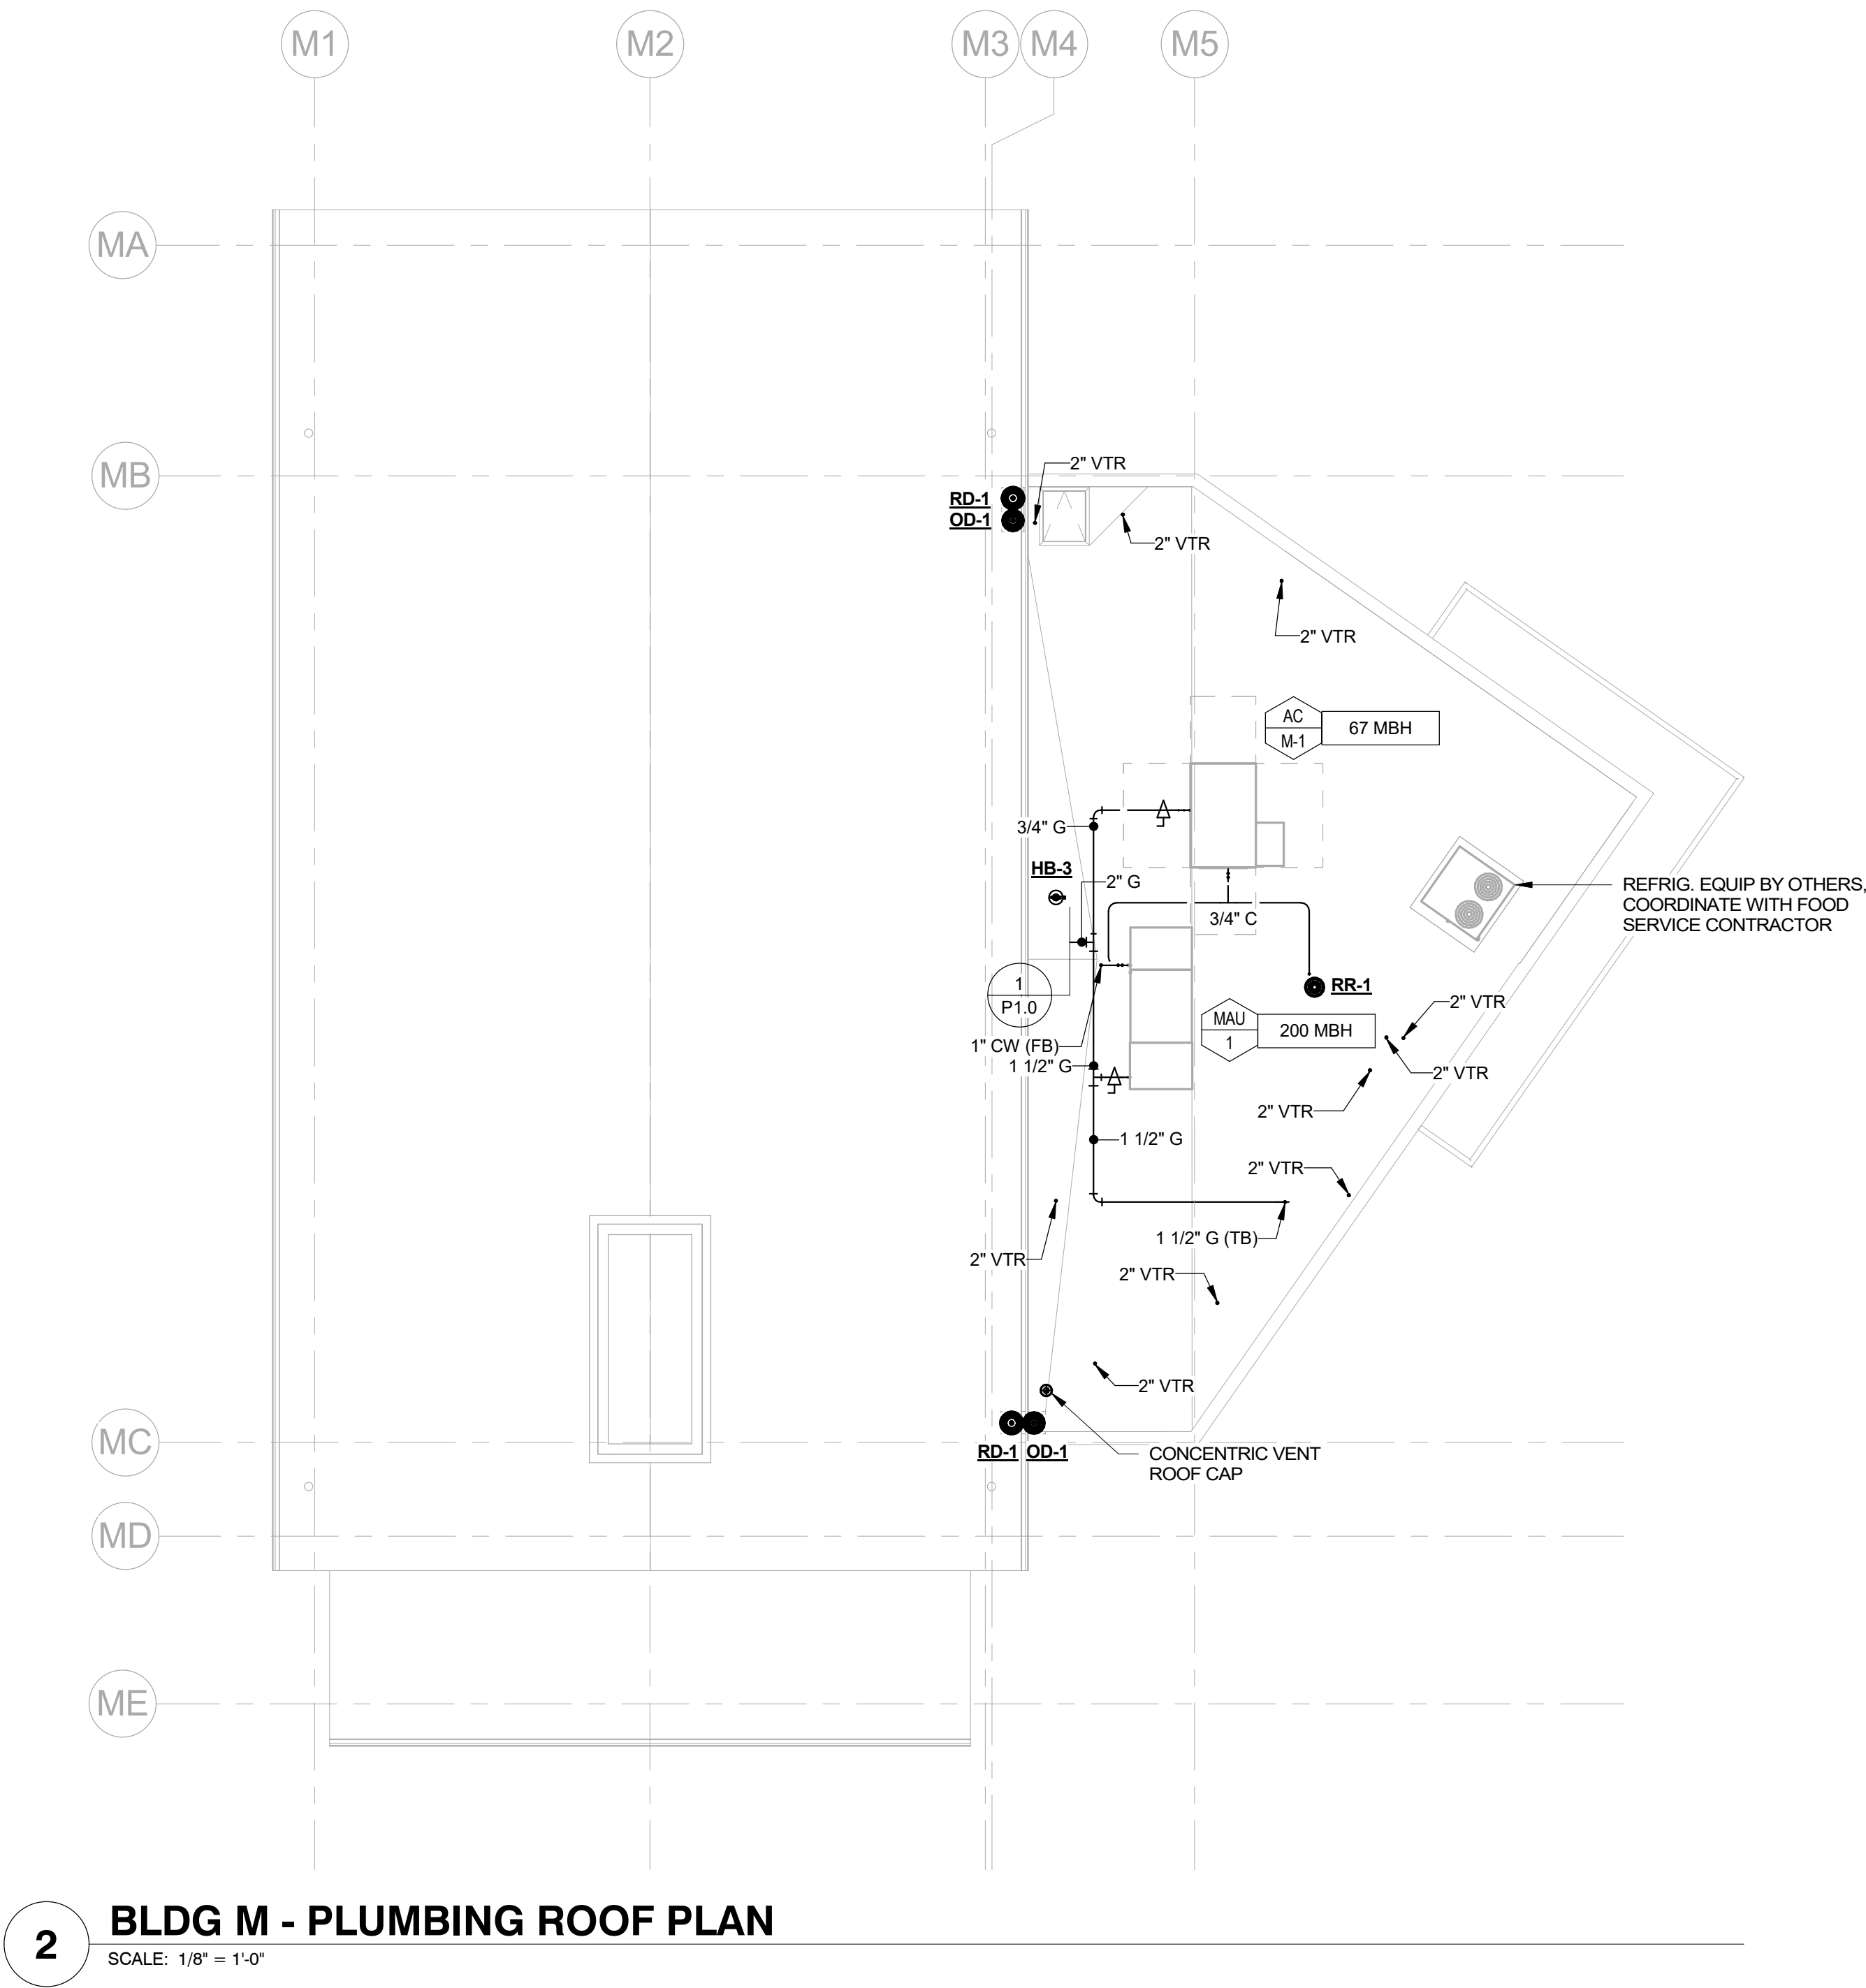 M1
M2
M3
M4
M5
MA
MB
2" VTR
RD-1
OD-1
2" VTR
2" VTR
AC
M-1
67 MBH
3/4" G
HB-3
2" G
REFRIG. EQUIP BY OTHERS,
COORDINATE WITH FOOD
SERVICE CONTRACTOR
3/4" C
1
P1.0
RR-1
2" VTR
MAU
1
200 MBH
1" CW (FB)
1 1/2" G
2" VTR
2" VTR
1 1/2" G
2" VTR
1 1/2" G (TB)
2" VTR
2" VTR
2" VTR
MC
RD-1
OD-1
CONCENTRIC VENT
ROOF CAP
MD
ME
2
BLDG M - PLUMBING ROOF PLAN
SCALE: 1/8" = 1'-0"